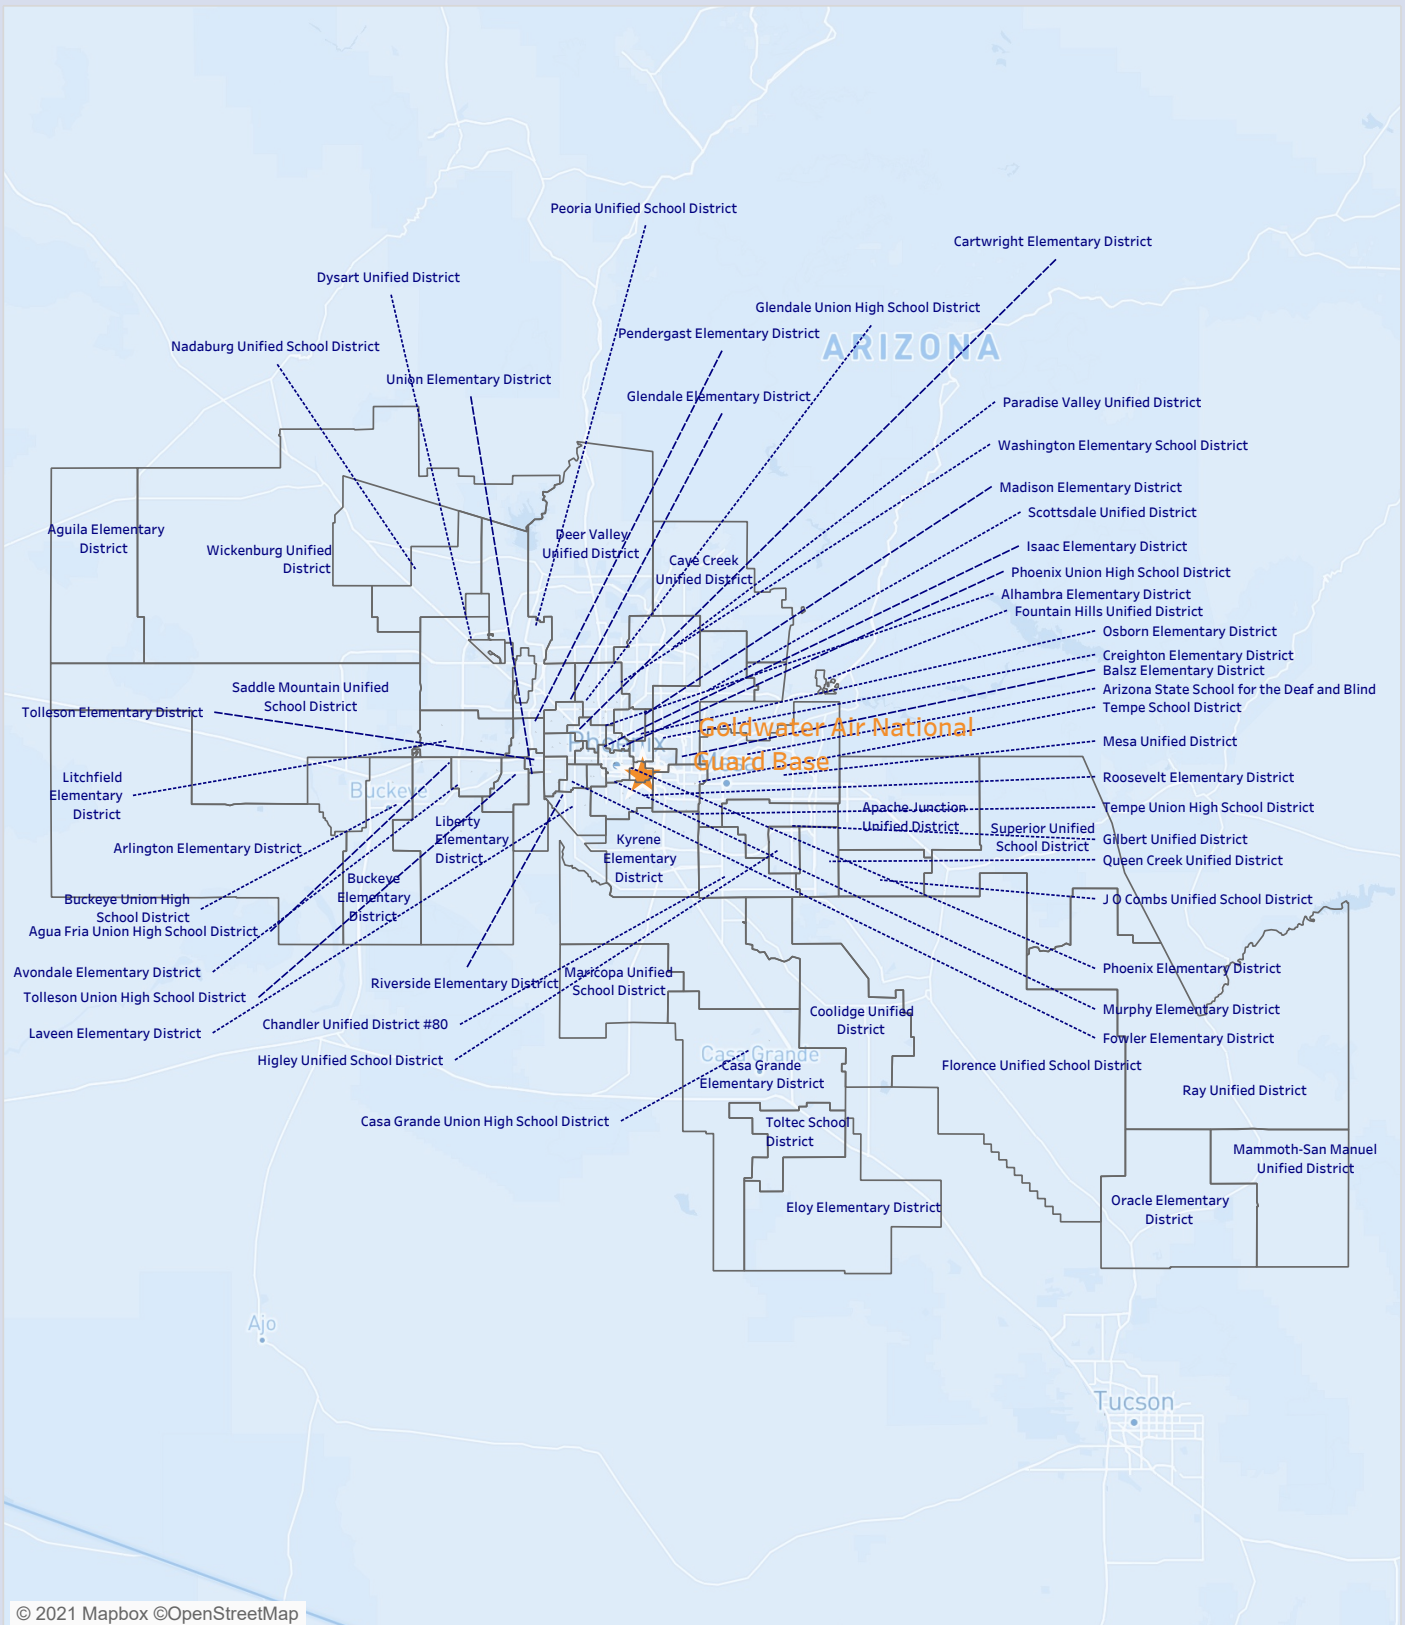 Peoria Unified School District
Cartwright Elementary District
Dysart Unified District
Glendale Union High School District
Pendergast Elementary District
ARIZONA
Nadaburg Unified School District
Union Elementary District
Glendale Elementary District
Paradise Valley Unified District
Washington Elementary School District
Madison Elementary District
Scottsdale Unified District
Aguila Elementary
District
Wickenburg Unified
District
Deer Valley
Unified District
Cave Creek
Unified District
Isaac Elementary District
Phoenix Union High School District
Alhambra Elementary District
Fountain Hills Unified District
Osborn Elementary District
Creighton Elementary District
Balsz Elementary District
Arizona State School for the Deaf and Blind
Tempe School District
Saddle Mountain Unified
School District
Tolleson Elementary District
Goldwater Air National
Guard Base
Phoenix
Mesa Unified District
Litchfield
Elementary
District
Buckeye
Roosevelt Elementary District
Tempe Union High School District
Apache Junction
Unified District
Superior Unified
School District
Gilbert Unified District
Queen Creek Unified District
Liberty
Elementary
District
Kyrene
Elementary
District
Arlington Elementary District
Buckeye
Elementary
District
Buckeye Union High
School District
J O Combs Unified School District
Agua Fria Union High School District
Avondale Elementary District
Phoenix Elementary District
Tolleson Union High School District
Riverside Elementary District
Maricopa Unified
School District
Murphy Elementary District
Laveen Elementary District
Chandler Unified District #80
Coolidge Unified
District
Fowler Elementary District
Higley Unified School District
Casa Grande
Casa Grande
Elementary District
Florence Unified School District
Ray Unified District
Casa Grande Union High School District
Toltec School
District
Mammoth-San Manuel
Unified District
Eloy Elementary District
Oracle Elementary
District
Ajo
Tucson
© 2021 Mapbox ©OpenStreetMap